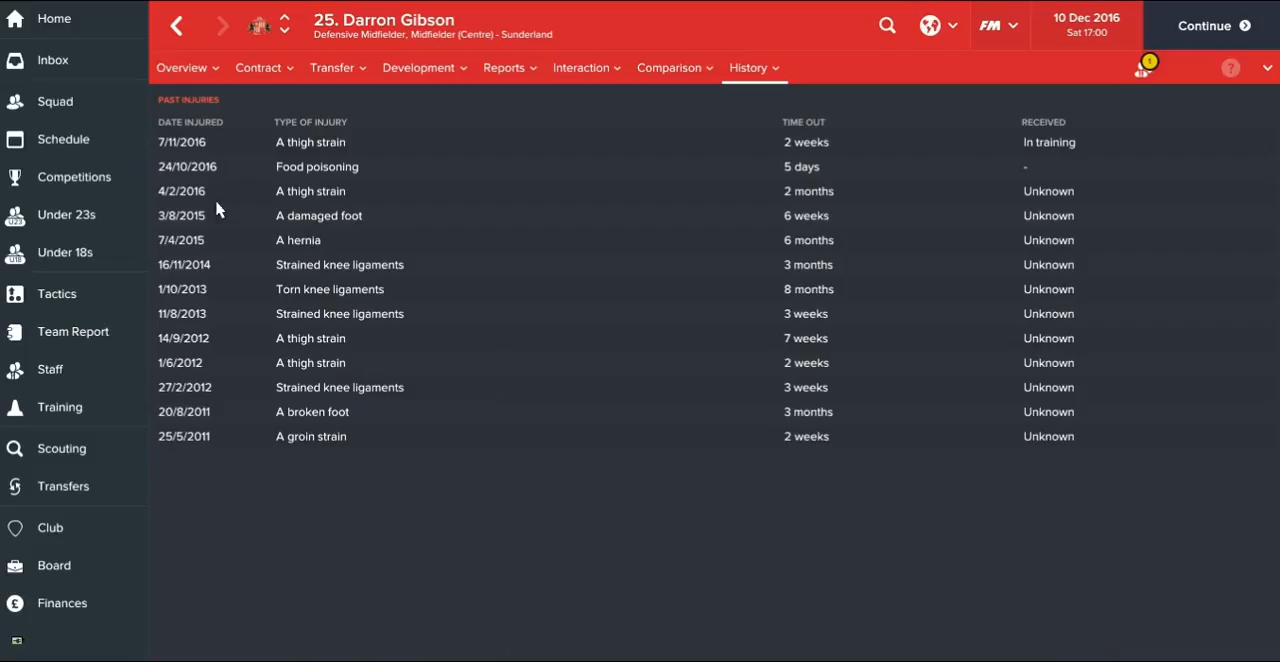 Home
Inbox
Squad
Schedule
Competitions
Under 23s
Under 18s
Tactics
Team Report
Staff
Training
Scouting
Transfers
Club
Board
Finances
25. Darron Gibson
Defensive Midfielder, Midfielder (Centre) - Sunderland
FM
10 Dec 2016
Sat 17:00
Continue
Overview Contract Transfer Development Reports Interaction Comparison History 1 ?
PAST INJURIES
DATE INJURED TYPE OF INJURY TIME OUT RECEIVED
7/11/2016 A thigh strain 2 weeks In training
24/10/2016 Food poisoning 5 days -
4/2/2016 A thigh strain 2 months Unknown
3/8/2015 A damaged foot 6 weeks Unknown
7/4/2015 A hernia 6 months Unknown
16/11/2014 Strained knee ligaments 3 months Unknown
1/10/2013 Torn knee ligaments 8 months Unknown
11/8/2013 Strained knee ligaments 3 weeks Unknown
14/9/2012 A thigh strain 7 weeks Unknown
1/6/2012 A thigh strain 2 weeks Unknown
27/2/2012 Strained knee ligaments 3 weeks Unknown
20/8/2011 A broken foot 3 months Unknown
25/5/2011 A groin strain 2 weeks Unknown